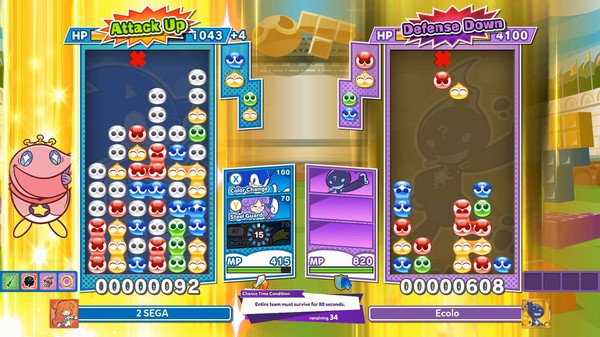 Attack Up
HP 1043 +4
Defense Down
HP 4100
X 100
Color Change
Y 70
Steel Guard
15
MP 415
MP 820
00000092
00000608
Chance Time Condition
Entire team must survive for 80 seconds.
remaining 34
2 SEGA
Ecolo